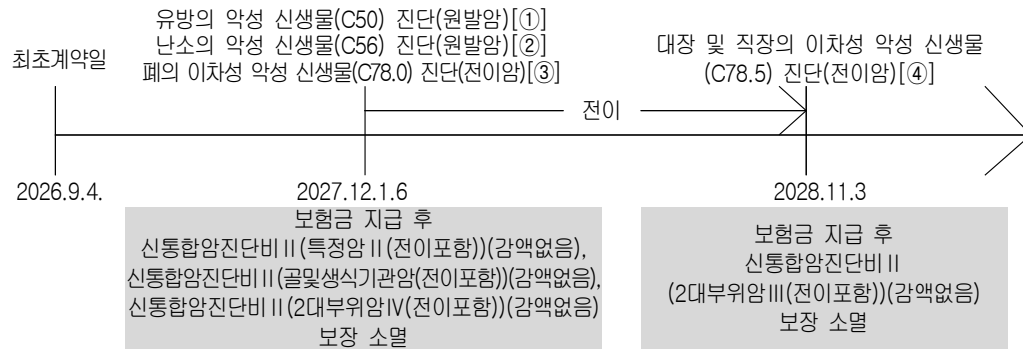 유방의 악성 신생물(C50) 진단(원발암)[①]
난소의 악성 신생물(C56) 진단(원발암)[②]
폐의 이차성 악성 신생물(C78.0) 진단(전이암)[③]
최초계약일
대장 및 직장의 이차성 악성 신생물
(C78.5) 진단(전이암)[④]
전이
2026.9.4.
2027.12.1.6
2028.11.3
보험금 지급 후
신통합암진단비Ⅱ(특정암Ⅱ(전이포함))(감액없음),
신통합암진단비Ⅱ(골및생식기관암(전이포함))(감액없음),
신통합암진단비Ⅱ(2대부위암Ⅳ(전이포함))(감액없음)
보장 소멸
보험금 지급 후
신통합암진단비Ⅱ
(2대부위암Ⅲ(전이포함))(감액없음)
보장 소멸